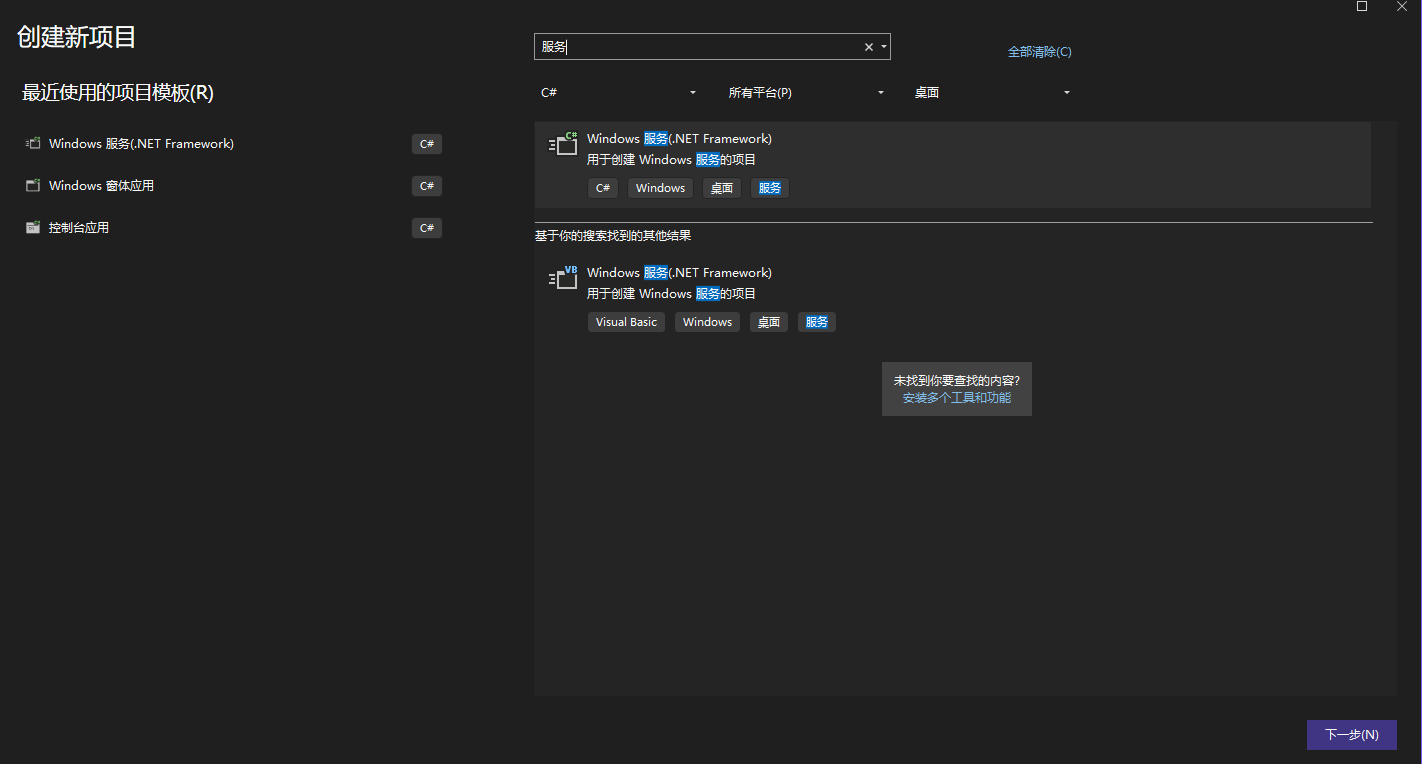 创建新项目
最近使用的项目模板(R)
Windows 服务(.NET Framework)
C#
Windows 窗体应用
C#
控制台应用
C#
服务
全部清除(C)
C#
所有平台(P)
桌面
C#
Windows 服务(.NET Framework)
用于创建 Windows 服务的项目
C#
Windows
桌面
服务
基于你的搜索找到的其他结果
VB
Windows 服务(.NET Framework)
用于创建 Windows 服务的项目
Visual Basic
Windows
桌面
服务
未找到你要查找的内容?
安装多个工具和功能
下一步(N)